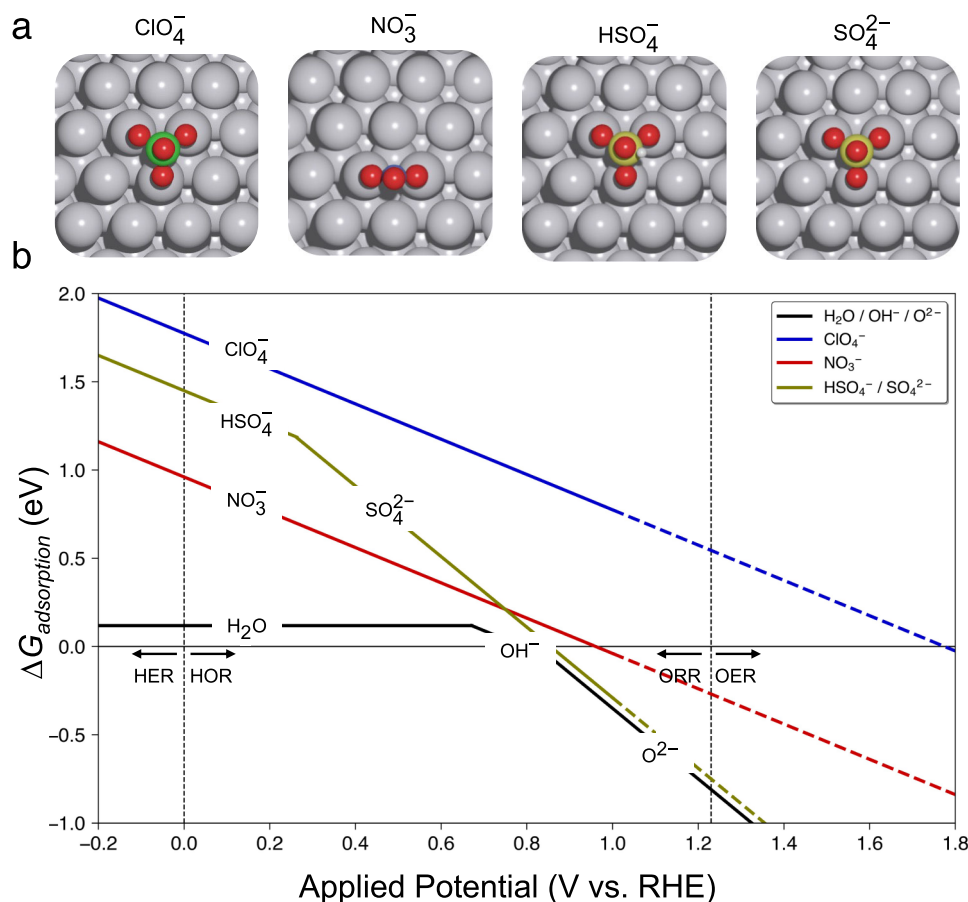 a
ClO₄⁻
NO₃⁻
HSO₄⁻
SO₄²⁻
b
2.0
1.5
1.0
0.5
0.0
−0.5
−1.0
ΔG_adsorption (eV)
ClO₄⁻
HSO₄⁻
NO₃⁻
SO₄²⁻
H₂O
OH⁻
O²⁻
HER
HOR
ORR
OER
H₂O / OH⁻ / O²⁻
ClO₄⁻
NO₃⁻
HSO₄⁻ / SO₄²⁻
−0.2 0.0 0.2 0.4 0.6 0.8 1.0 1.2 1.4 1.6 1.8
Applied Potential (V vs. RHE)